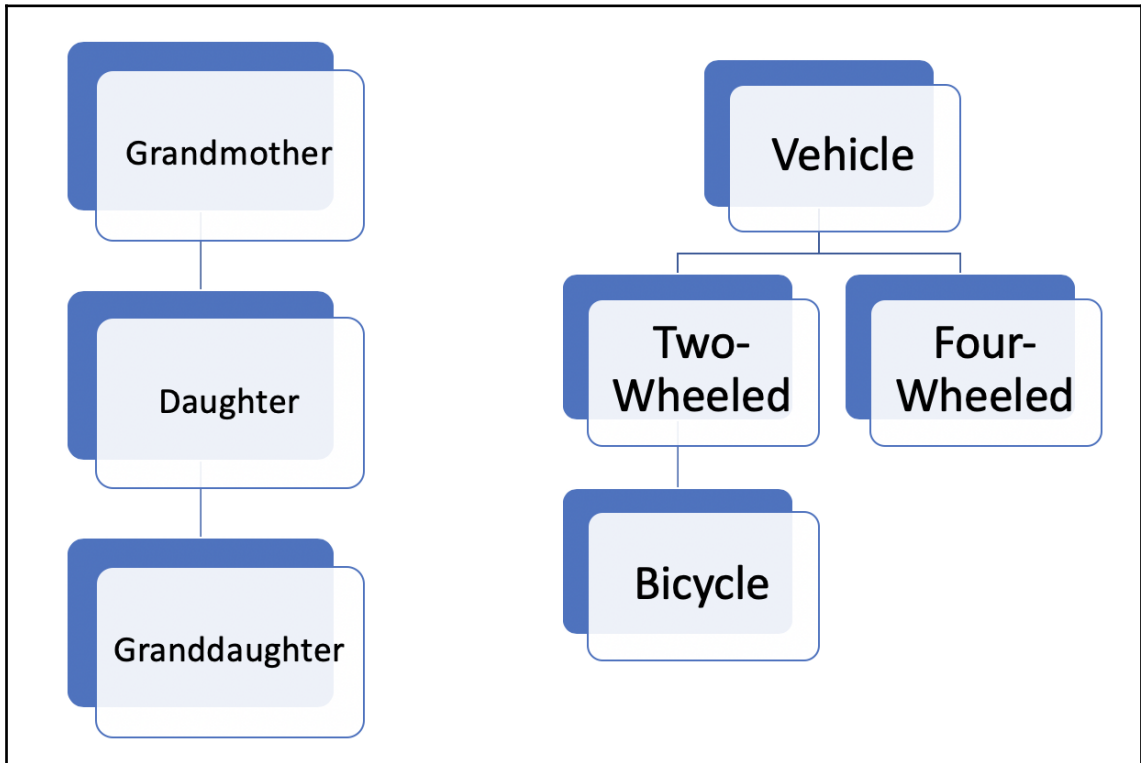 Grandmother
Daughter
Granddaughter
Vehicle
Two-
Wheeled
Four-
Wheeled
Bicycle